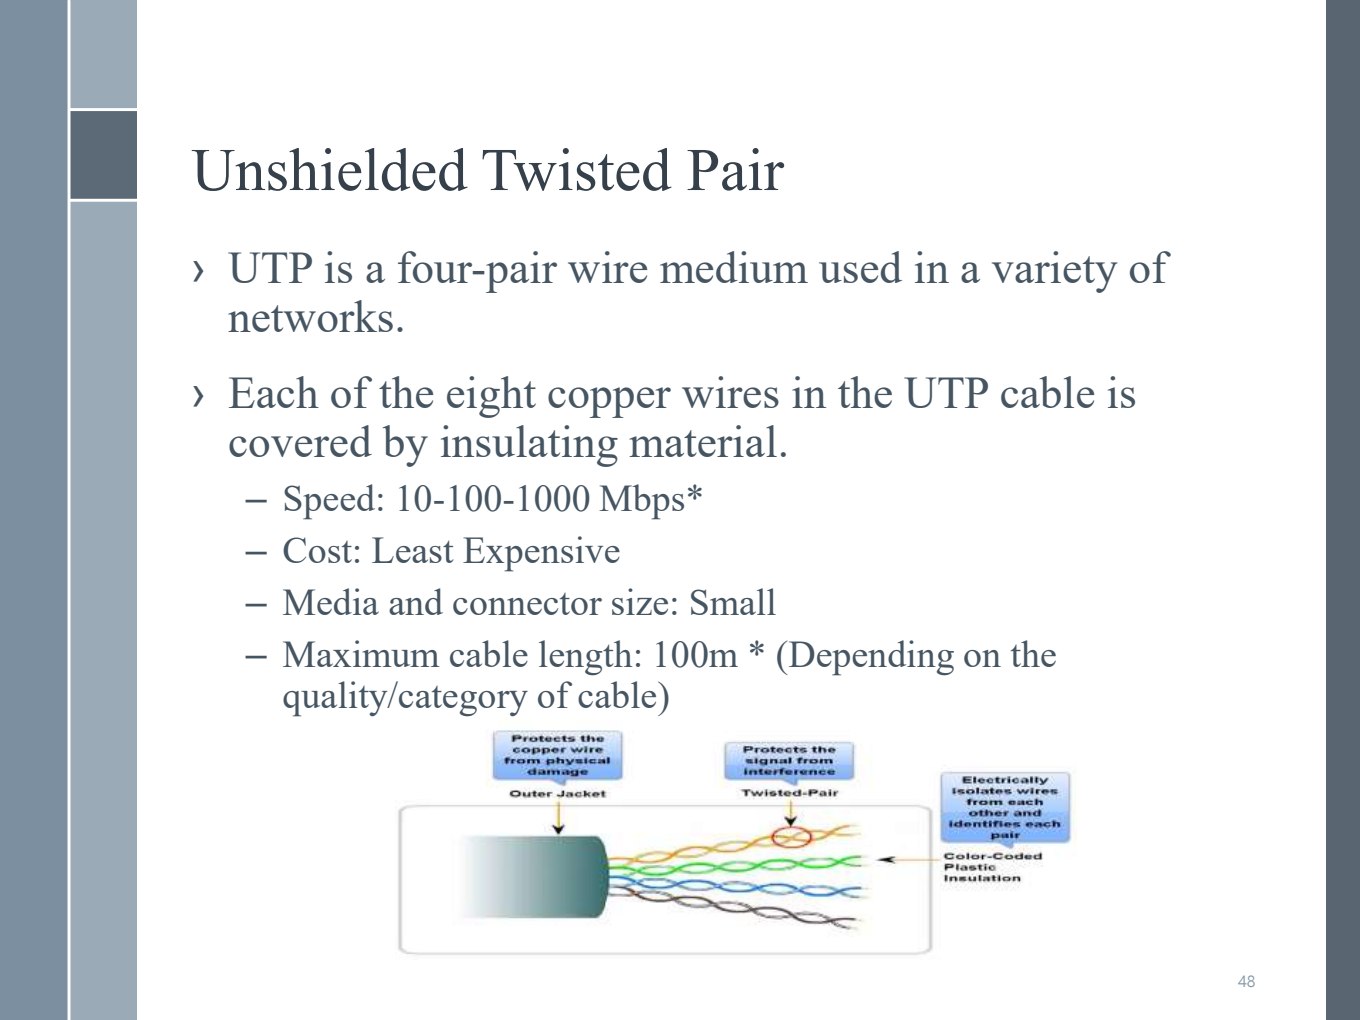 Unshielded Twisted Pair
› UTP is a four-pair wire medium used in a variety of
networks.
› Each of the eight copper wires in the UTP cable is
covered by insulating material.
– Speed: 10-100-1000 Mbps*
– Cost: Least Expensive
– Media and connector size: Small
– Maximum cable length: 100m * (Depending on the
quality/category of cable)
Protects the
copper wire
from physical
damage
Outer Jacket
Protects the
signal from
interference
Twisted-Pair
Electrically
isolates wires
from each
other and
identifies each
pair
Color-Coded
Plastic
Insulation
48